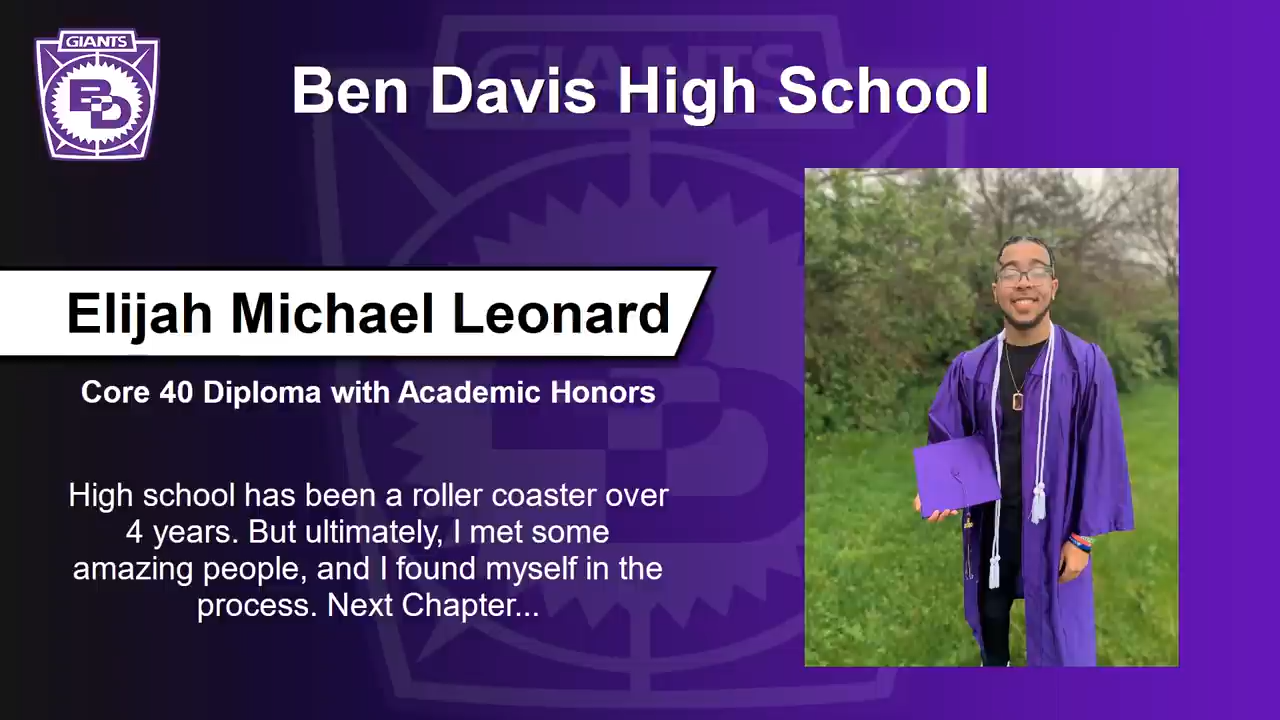 GIANTS
BD
Ben Davis High School
Elijah Michael Leonard
Core 40 Diploma with Academic Honors
High school has been a roller coaster over
4 years. But ultimately, I met some
amazing people, and I found myself in the
process. Next Chapter...